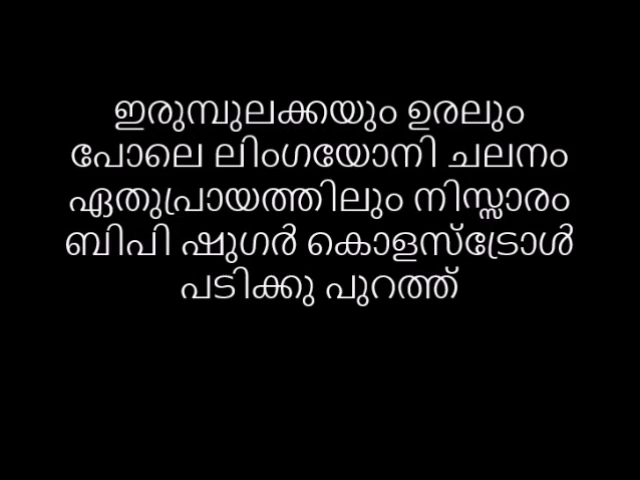 ഇരുമ്പുലക്കയും ഉരലും
പോലെ ലിംഗയോനി ചലനം
ഏതുപ്രായത്തിലും നിസ്സാരം
ബിപി ഷുഗർ കൊളസ്ട്രോൾ
പടിക്കു പുറത്ത്